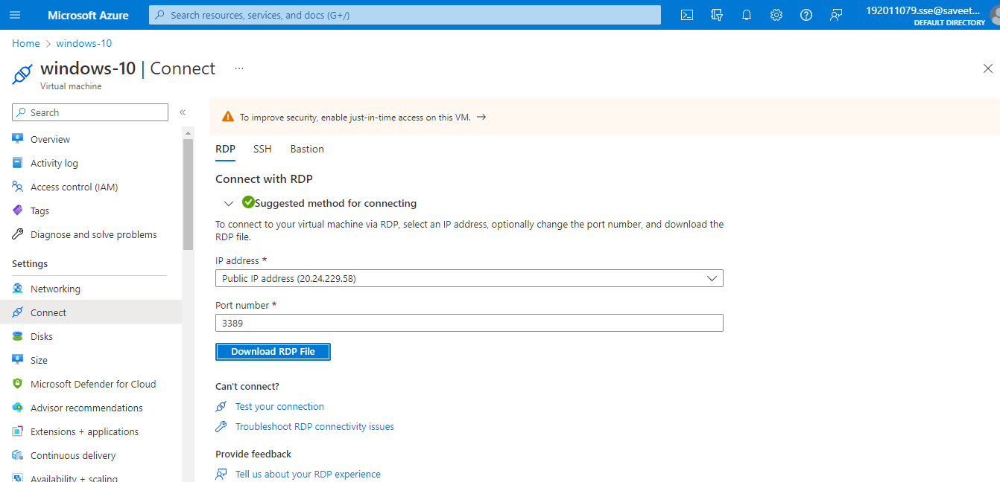 Microsoft Azure
Search resources, services, and docs (G+/)
192011079.sse@saveet...
DEFAULT DIRECTORY
Home > windows-10
windows-10 | Connect ...
Virtual machine
Search
«
Overview
Activity log
Access control (IAM)
Tags
Diagnose and solve problems
Settings
Networking
Connect
Disks
Size
Microsoft Defender for Cloud
Advisor recommendations
Extensions + applications
Continuous delivery
Availability + scaling
To improve security, enable just-in-time access on this VM. →
RDP SSH Bastion
Connect with RDP
Suggested method for connecting
To connect to your virtual machine via RDP, select an IP address, optionally change the port number, and download the
RDP file.
IP address *
Public IP address (20.24.229.58)
Port number *
3389
Download RDP File
Can't connect?
Test your connection
Troubleshoot RDP connectivity issues
Provide feedback
Tell us about your RDP experience